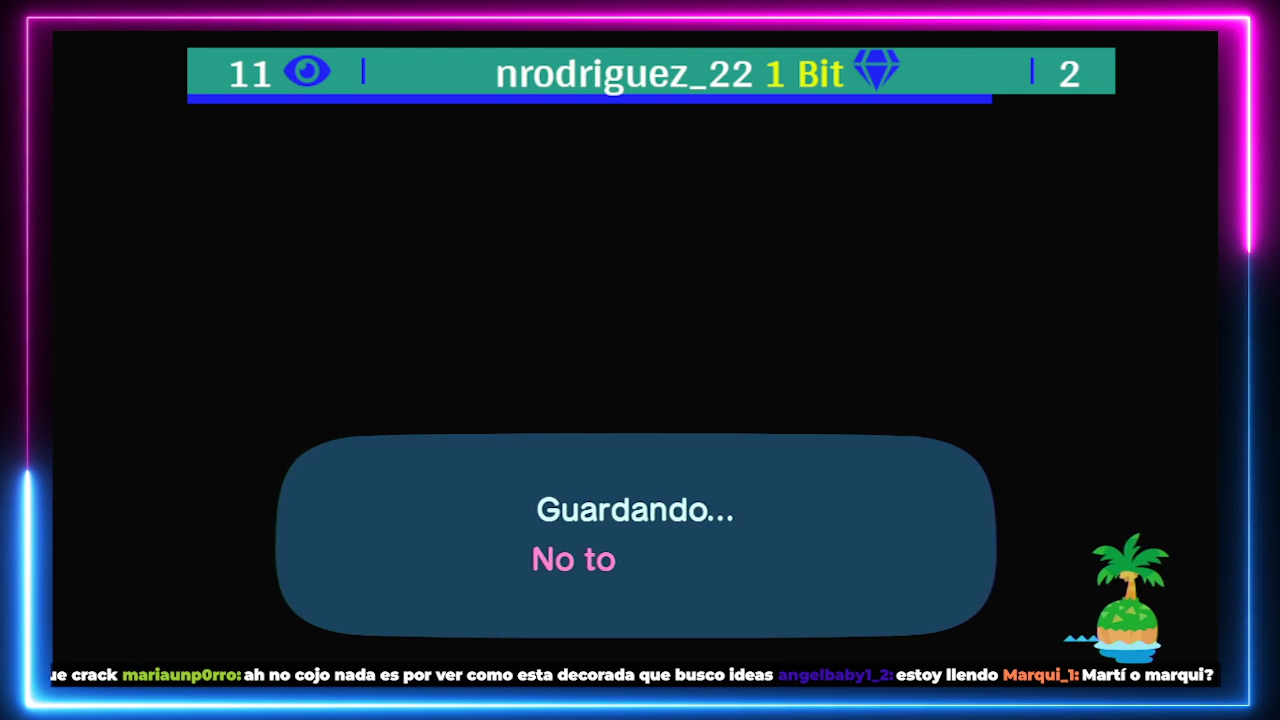 11 nrodriguez_22 1 Bit 2
Guardando...
No to
ue crack mariaunp0rro: ah no cojo nada es por ver como esta decorada que busco ideas angelbaby1_2: estoy llendo Marqui_1: Martí o marqui?